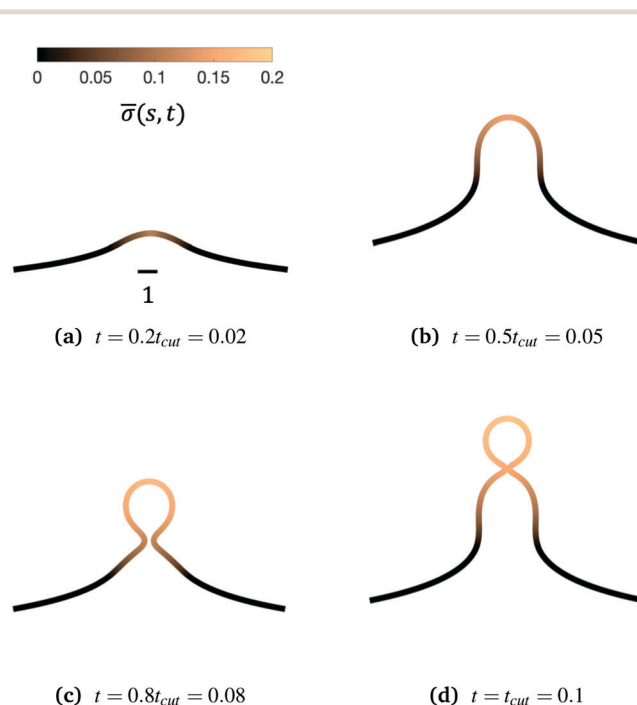 0 0.05 0.1 0.15 0.2
σ̅(s,t)
1
(a) t = 0.2t_cut = 0.02
(b) t = 0.5t_cut = 0.05
(c) t = 0.8t_cut = 0.08
(d) t = t_cut = 0.1